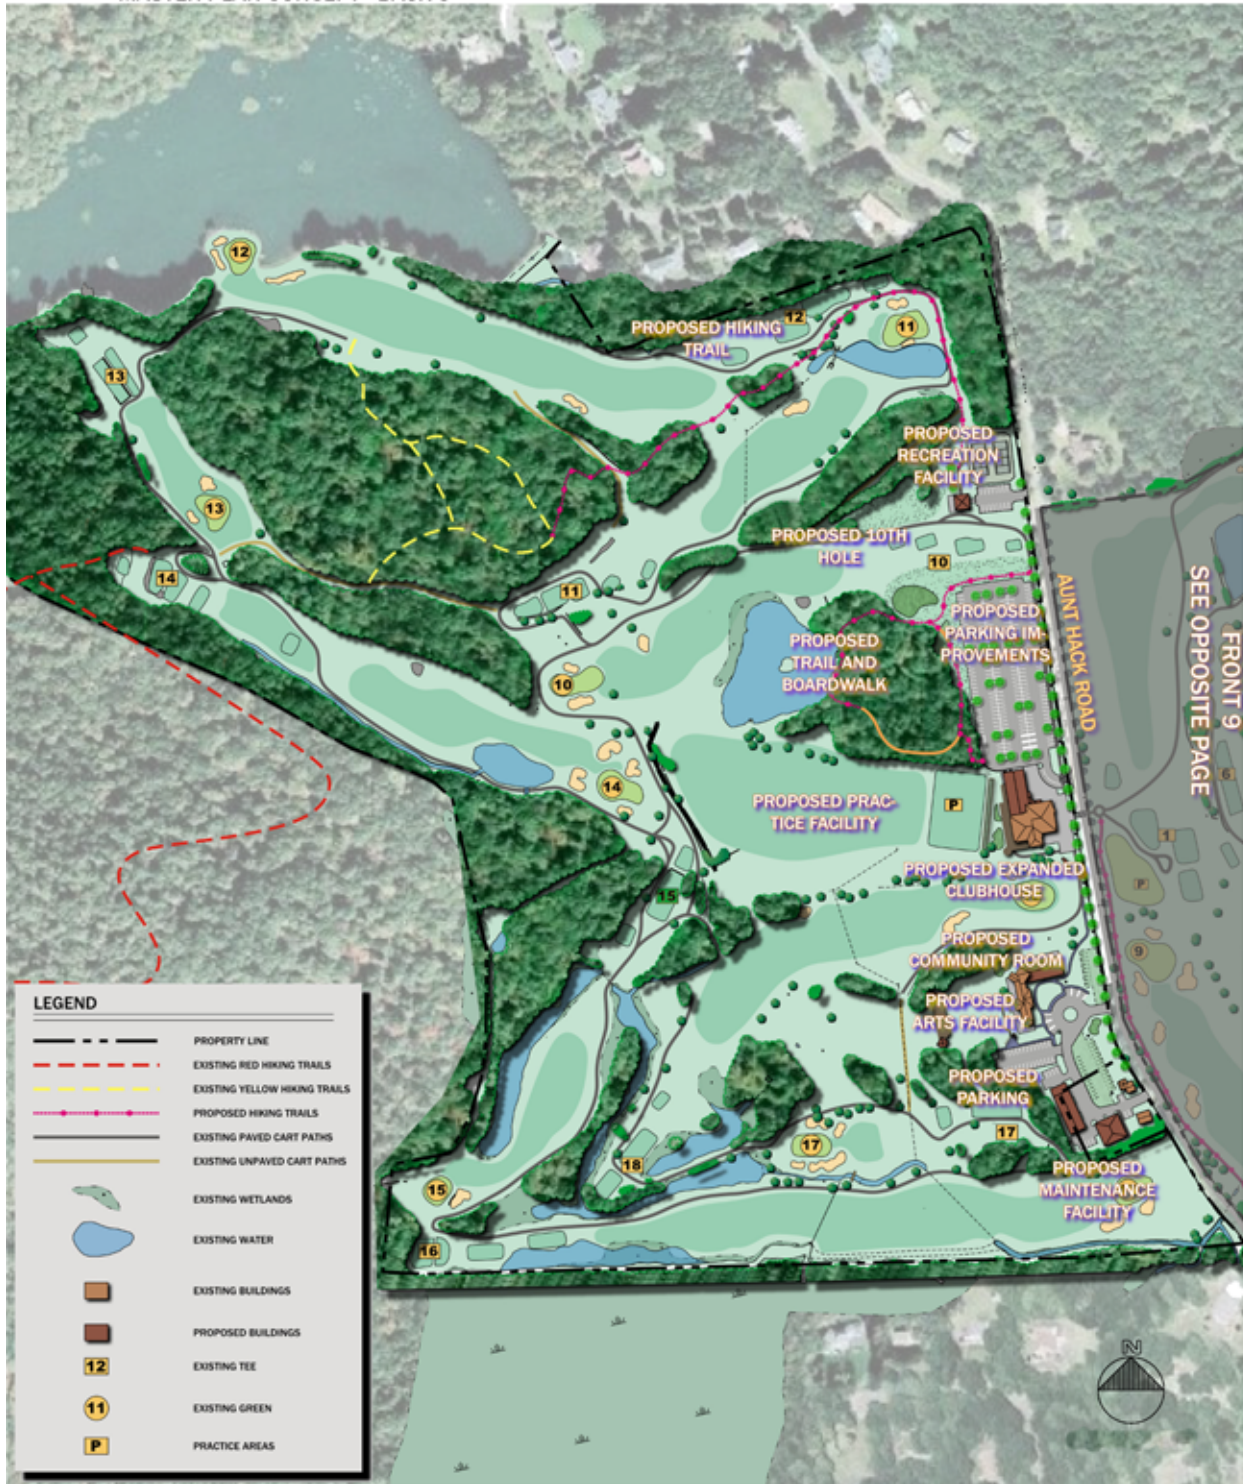 12
12
PROPOSED HIKING
TRAIL
11
13
PROPOSED
RECREATION
FACILITY
13
PROPOSED 10TH
HOLE
10
14
11
AUNT HACK ROAD
SEE OPPOSITE PAGE
FRONT 9
PROPOSED
PARKING IM-
PROVEMENTS
PROPOSED
TRAIL AND
BOARDWALK
10
14
6
PROPOSED PRAC-
TICE FACILITY
P
1
PROPOSED EXPANDED
CLUBHOUSE
P
15
9
PROPOSED
COMMUNITY ROOM
PROPOSED
ARTS FACILITY
PROPOSED
PARKING
17
17
18
15
16
PROPOSED
MAINTENANCE
FACILITY
LEGEND
PROPERTY LINE
EXISTING RED HIKING TRAILS
EXISTING YELLOW HIKING TRAILS
PROPOSED HIKING TRAILS
EXISTING PAVED CART PATHS
EXISTING UNPAVED CART PATHS
EXISTING WETLANDS
EXISTING WATER
EXISTING BUILDINGS
PROPOSED BUILDINGS
12 EXISTING TEE
11 EXISTING GREEN
P PRACTICE AREAS
N